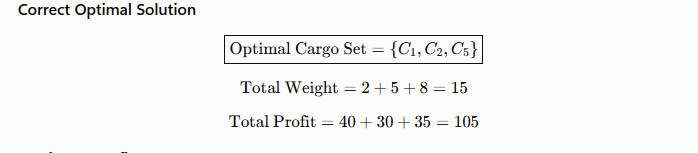 Correct Optimal Solution
Optimal Cargo Set = {C₁, C₂, C₅}
Total Weight = 2 + 5 + 8 = 15
Total Profit = 40 + 30 + 35 = 105